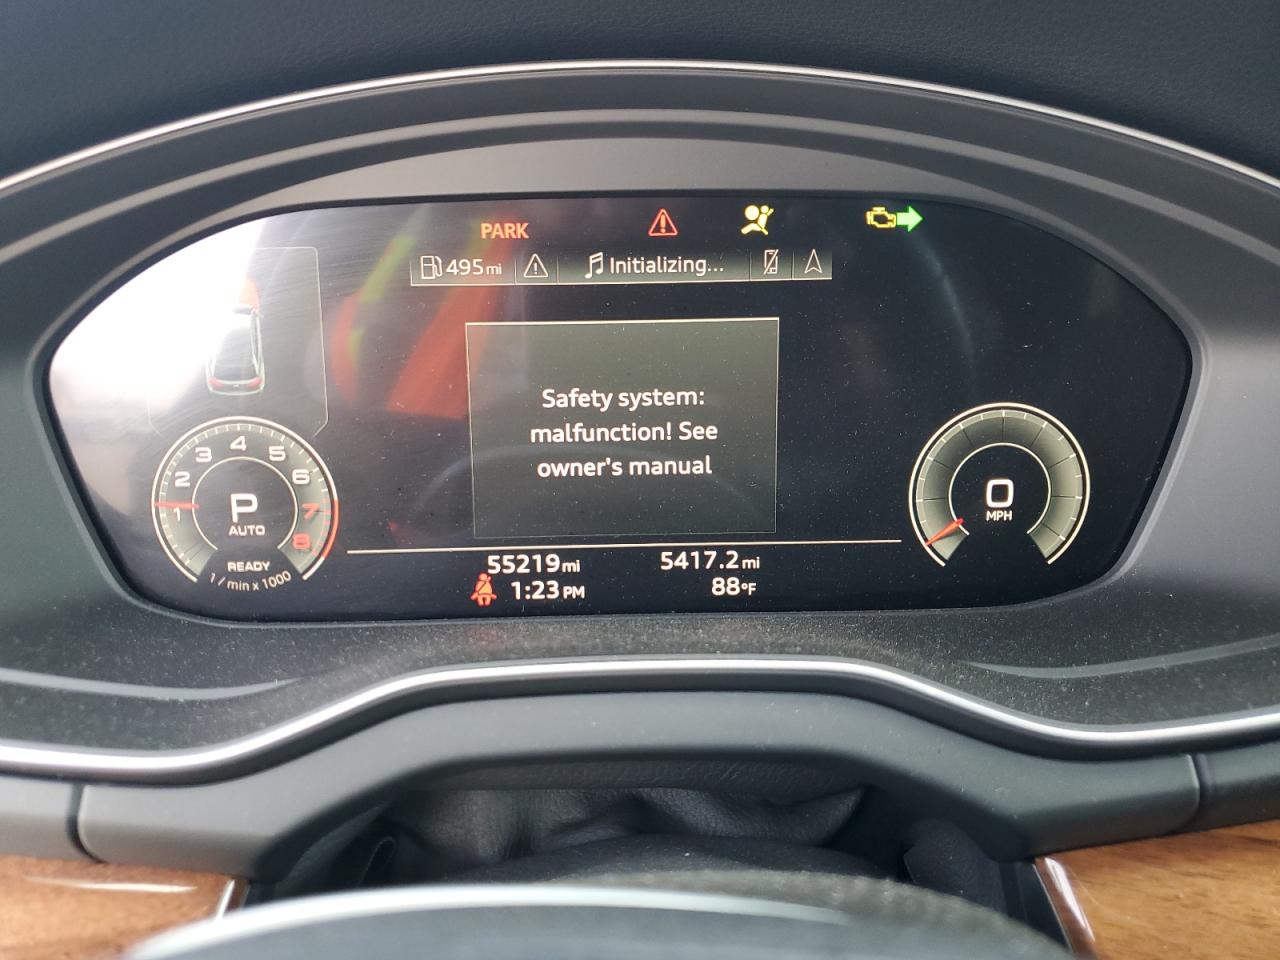 PARK
495mi
Initializing...
Safety system:
malfunction! See
owner's manual
1 2 3 4 5 6 7 8
P
AUTO
READY
1 / min x 1000
0
MPH
55219mi
5417.2mi
1:23 PM
88°F